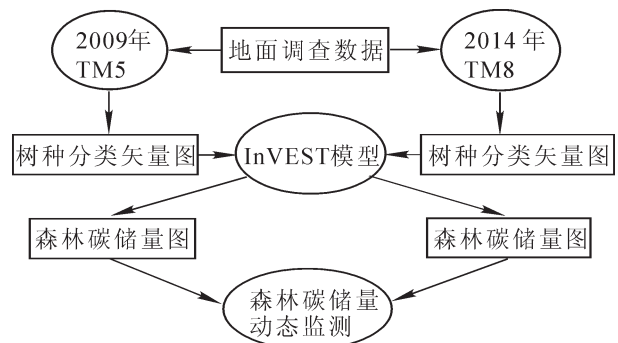 2009年
TM5
地面调查数据
2014年
TM8
树种分类矢量图
InVEST模型
树种分类矢量图
森林碳储量图
森林碳储量图
森林碳储量
动态监测